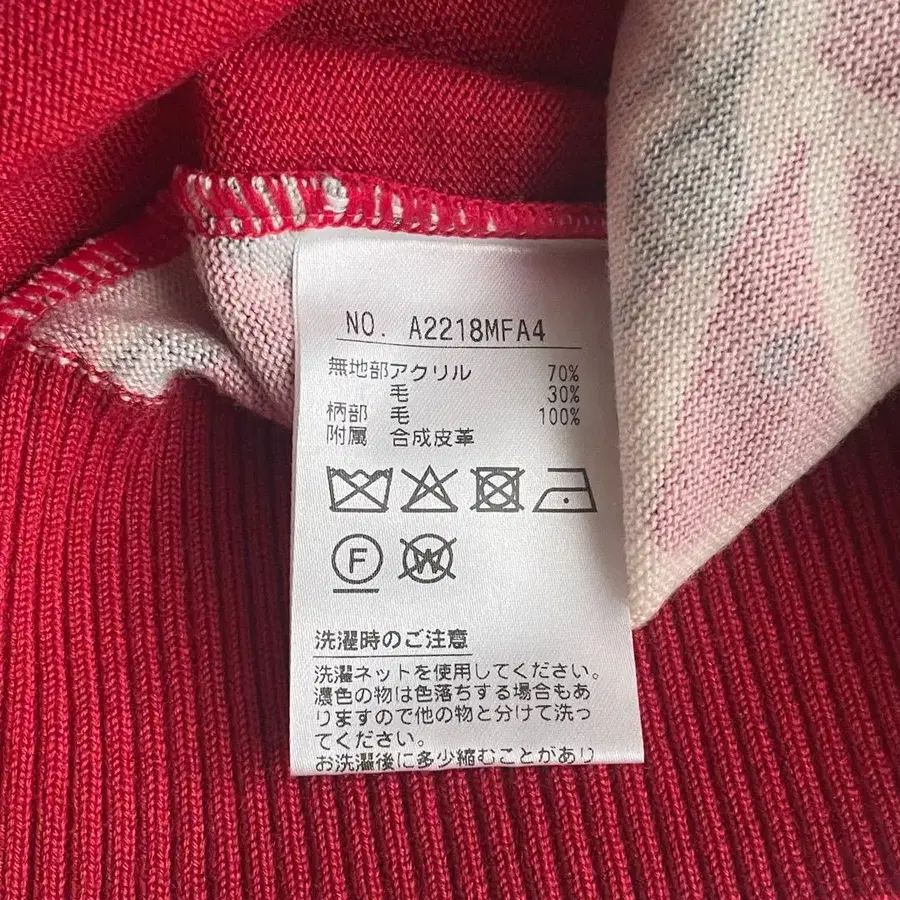 NO. A2218MFA4
無地部アクリル 70%
毛 30%
柄部 毛 100%
附属 合成皮革
F W
洗濯時のご注意
洗濯ネットを使用してください。
濃色の物は色落ちする場合もあ
りますので他の物と分けて洗っ
てください。
お洗濯後に多少縮むことがあり